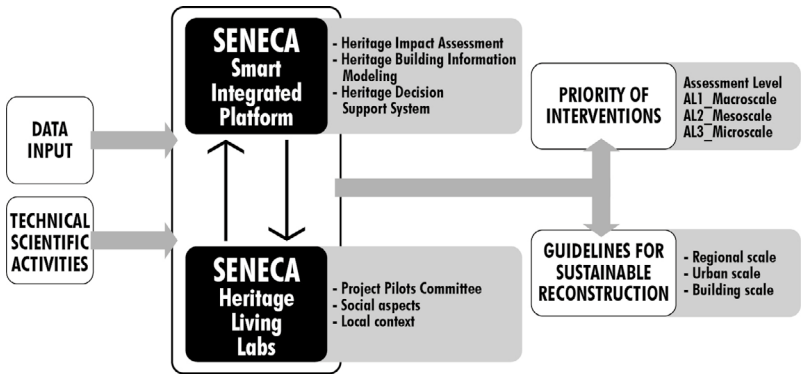 DATA
INPUT
TECHNICAL
SCIENTIFIC
ACTIVITIES
SENECA
Smart
Integrated
Platform
- Heritage Impact Assessment
- Heritage Building Information
Modeling
- Heritage Decision
Support System
SENECA
Heritage
Living
Labs
- Project Pilots Committee
- Social aspects
- Local context
PRIORITY OF
INTERVENTIONS
Assessment Level
AL1_Macroscale
AL2_Mesoscale
AL3_Microscale
GUIDELINES FOR
SUSTAINABLE
RECONSTRUCTION
- Regional scale
- Urban scale
- Building scale